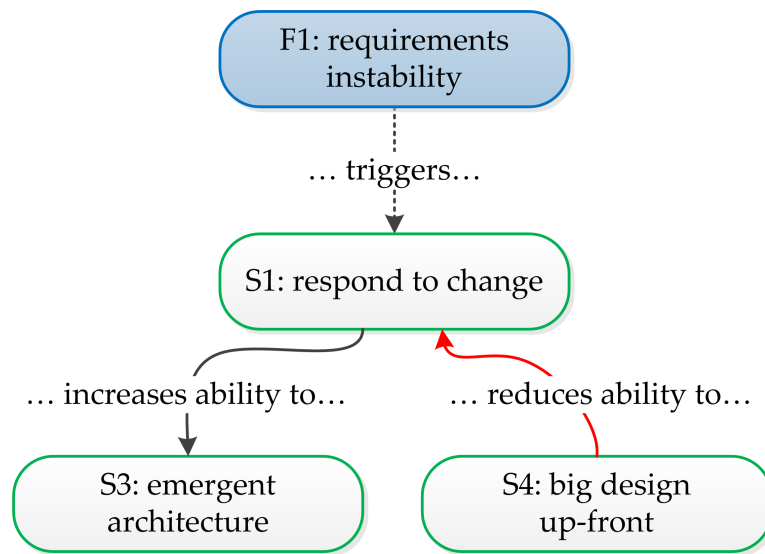 F1: requirements
instability
… triggers…
S1: respond to change
… increases ability to…
… reduces ability to…
S3: emergent
architecture
S4: big design
up-front